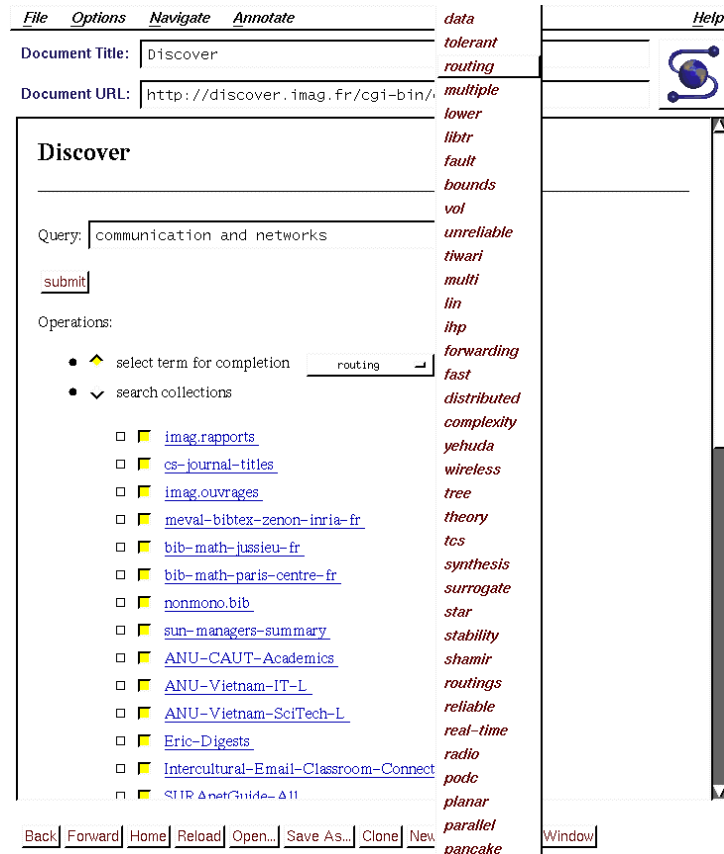 File Options Navigate Annotate Help
Document Title: Discover
Document URL: http://discover.imag.fr/cgi-bin/
Discover
Query: communication and networks
submit
Operations:
select term for completion routing
search collections
imag.rapports
cs-journal-titles
imag.ouvrages
meval-bibtex-zenon-inria-fr
bib-math-jussieu-fr
bib-math-paris-centre-fr
nonmono.bib
sun-managers-summary
ANU-CAUT-Academics
ANU-Vietnam-IT-L
ANU-Vietnam-SciTech-L
Eric-Digests
Intercultural-Email-Classroom-Connect
SURAnetGuide-All
data
tolerant
routing
multiple
lower
libtr
fault
bounds
vol
unreliable
tiwari
multi
lin
ihp
forwarding
fast
distributed
complexity
yehuda
wireless
tree
theory
tcs
synthesis
surrogate
star
stability
shamir
routings
reliable
real-time
radio
podc
planar
parallel
pancake
Back Forward Home Reload Open... Save As... Clone New Window